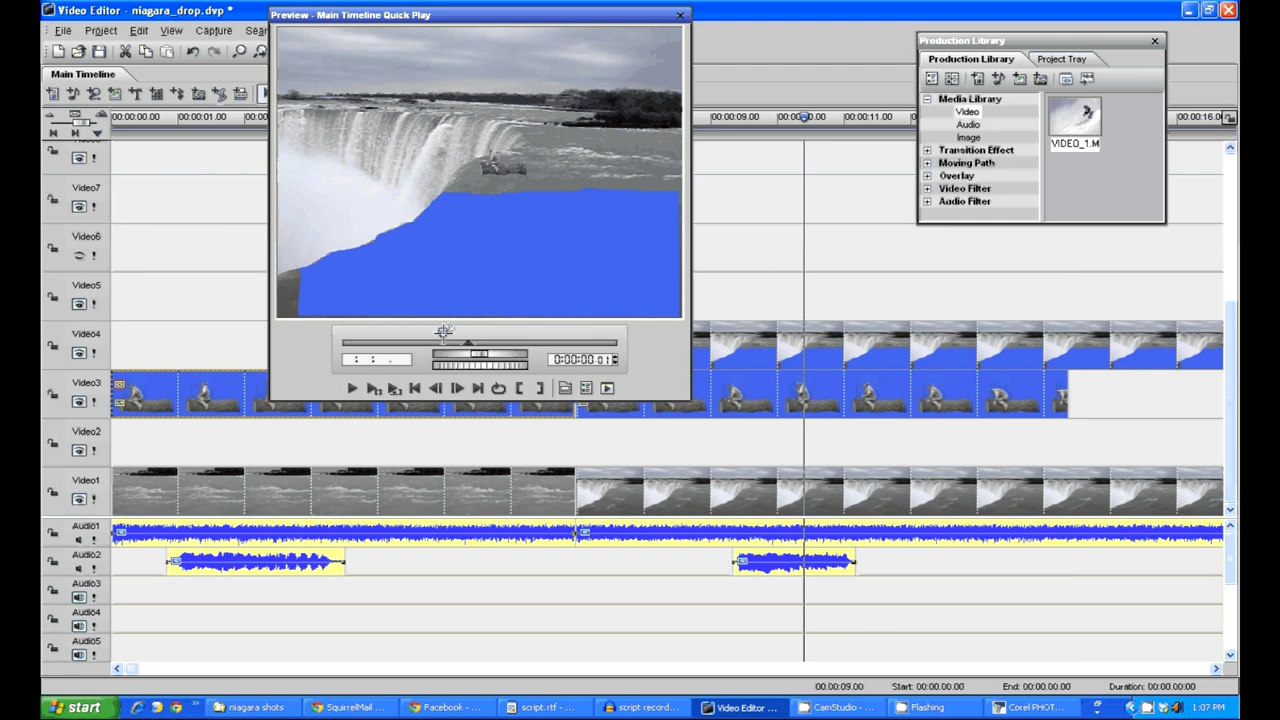 Video Editor - niagara_drop.dvp *
File Project Edit View Capture
Main Timeline
Preview - Main Timeline Quick Play
Production Library
Production Library Project Tray
Media Library
Video
Audio
Image
Transition Effect
Moving Path
Overlay
Video Filter
Audio Filter
VIDEO_1.M
00:00:00.00 00:00:01.00 00:00:09.00 00:00:11.00
Video7
Video6
Video5
Video4
Video3
Video2
Video1
: : .
0:00:00.01
Audio1
Audio2
Audio3
Audio4
Audio5
00:00:09.00 Start: 00:00:00.00 End: 00:00:00.00 Duration: 00:00:00.00
start niagara shots SquirrelMail ... Facebook - ... script.rtf - ... script record... Video Editor ... CamStudio - ... Flashing Corel PHOT... 1:07 PM